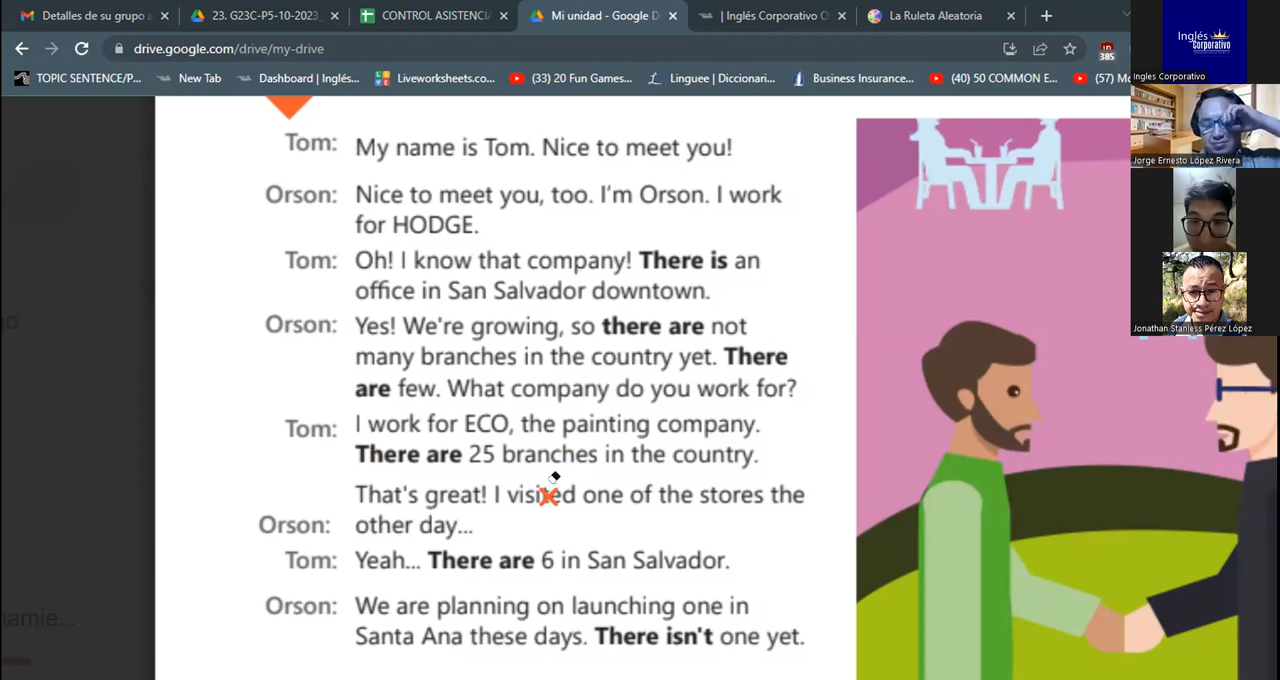 Detalles de su grupo a
23. G23C-P5-10-2023_
CONTROL ASISTENCI
Mi unidad - Google D
| Inglés Corporativo O
La Ruleta Aleatoria
drive.google.com/drive/my-drive
385
TOPIC SENTENCE/P...
New Tab
Dashboard | Inglés...
Liveworksheets.co...
(33) 20 Fun Games...
Linguee | Diccionari...
Business Insurance...
(40) 50 COMMON E...
(57) M
Inglés
Corporativo
Ingles Corporativo
Jorge Ernesto López Rivera
Jonathan Stanless Pérez López
Tom: My name is Tom. Nice to meet you!
Orson: Nice to meet you, too. I'm Orson. I work
for HODGE.
Tom: Oh! I know that company! There is an
office in San Salvador downtown.
Orson: Yes! We're growing, so there are not
many branches in the country yet. There
are few. What company do you work for?
Tom: I work for ECO, the painting company.
There are 25 branches in the country.
That's great! I visited one of the stores the
Orson: other day...
Tom: Yeah... There are 6 in San Salvador.
Orson: We are planning on launching one in
Santa Ana these days. There isn't one yet.